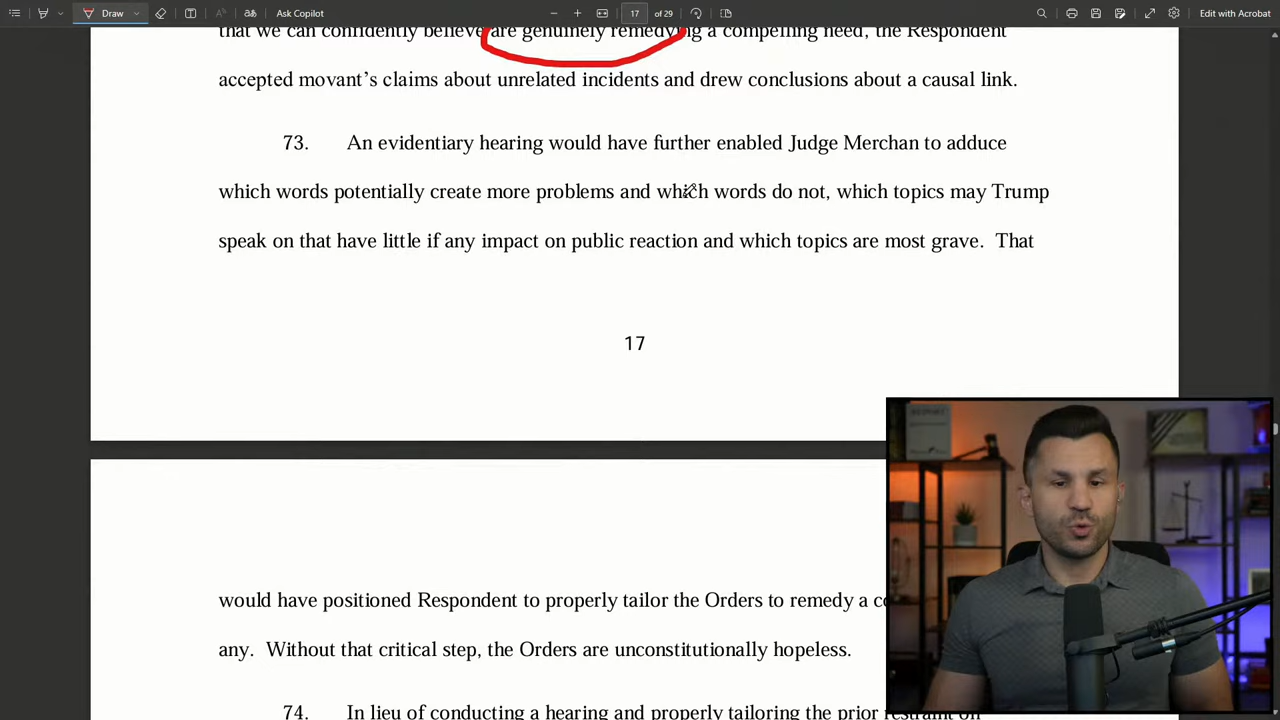 Draw
Ask Copilot
17 of 29
Edit with Acrobat
that we can confidently believe are genuinely remedying a compelling need, the Respondent
accepted movant's claims about unrelated incidents and drew conclusions about a causal link.
73. An evidentiary hearing would have further enabled Judge Merchan to adduce
which words potentially create more problems and which words do not, which topics may Trump
speak on that have little if any impact on public reaction and which topics are most grave. That
17
would have positioned Respondent to properly tailor the Orders to remedy a
any. Without that critical step, the Orders are unconstitutionally hopeless.
74. In lieu of conducting a hearing and properly tailoring the prior restraint on